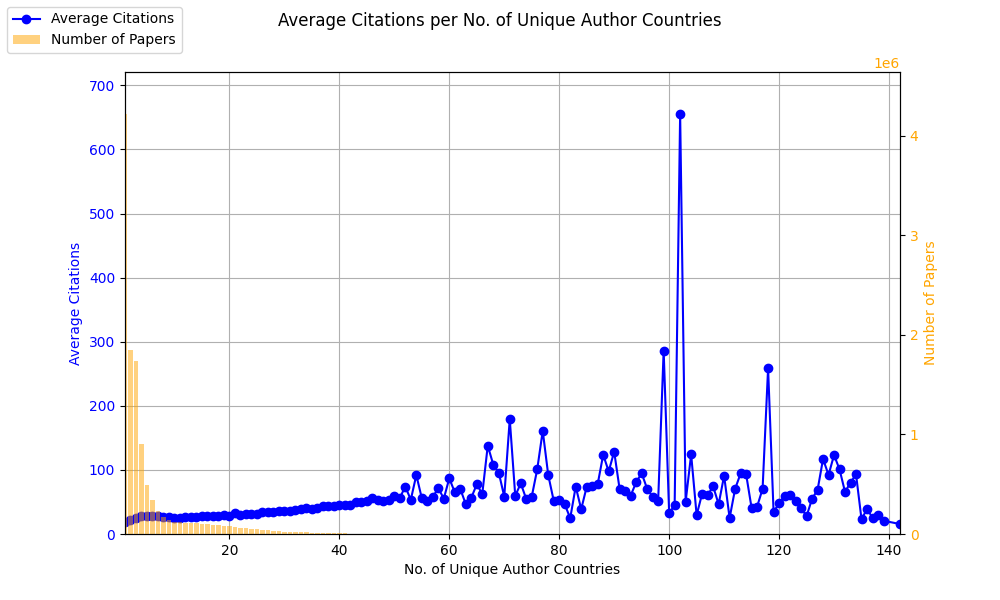 Average Citations per No. of Unique Author Countries
Average Citations
Number of Papers
1e6
700
600
500
400
300
200
100
0
Average Citations
4
3
2
1
0
Number of Papers
20
40
60
80
100
120
140
No. of Unique Author Countries